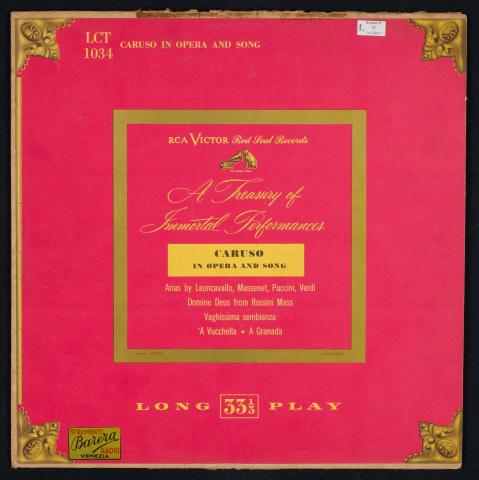 LCT
1034
CARUSO IN OPERA AND SONG
L
RCA VICTOR Red Seal Records
A Treasury of
Immortal Performances
CARUSO
IN OPERA AND SONG
Arias by Leoncavallo, Massenet, Puccini, Verdi
Domine Deus from Rossini Mass
Vaghissima sembianza
'A Vucchella • A Granada
LONG 33 1/3 PLAY
STRUMENTI
Barera
RADIO
VENEZIA